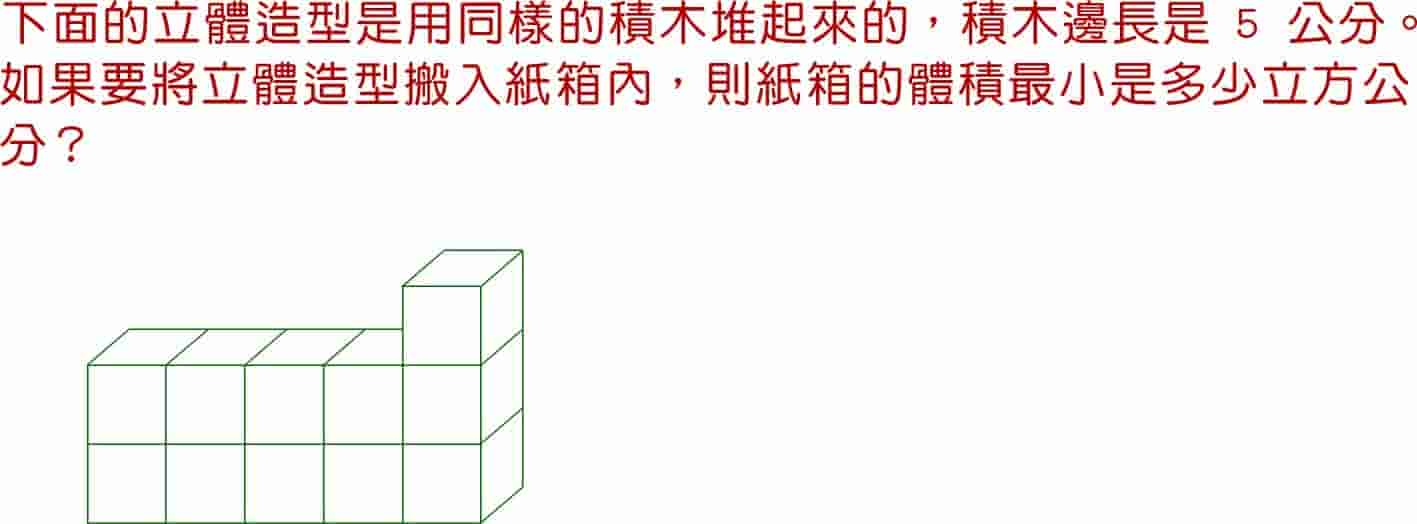 下面的立體造型是用同樣的積木堆起來的，積木邊長是 5 公分。
如果要將立體造型搬入紙箱內，則紙箱的體積最小是多少立方公
分？